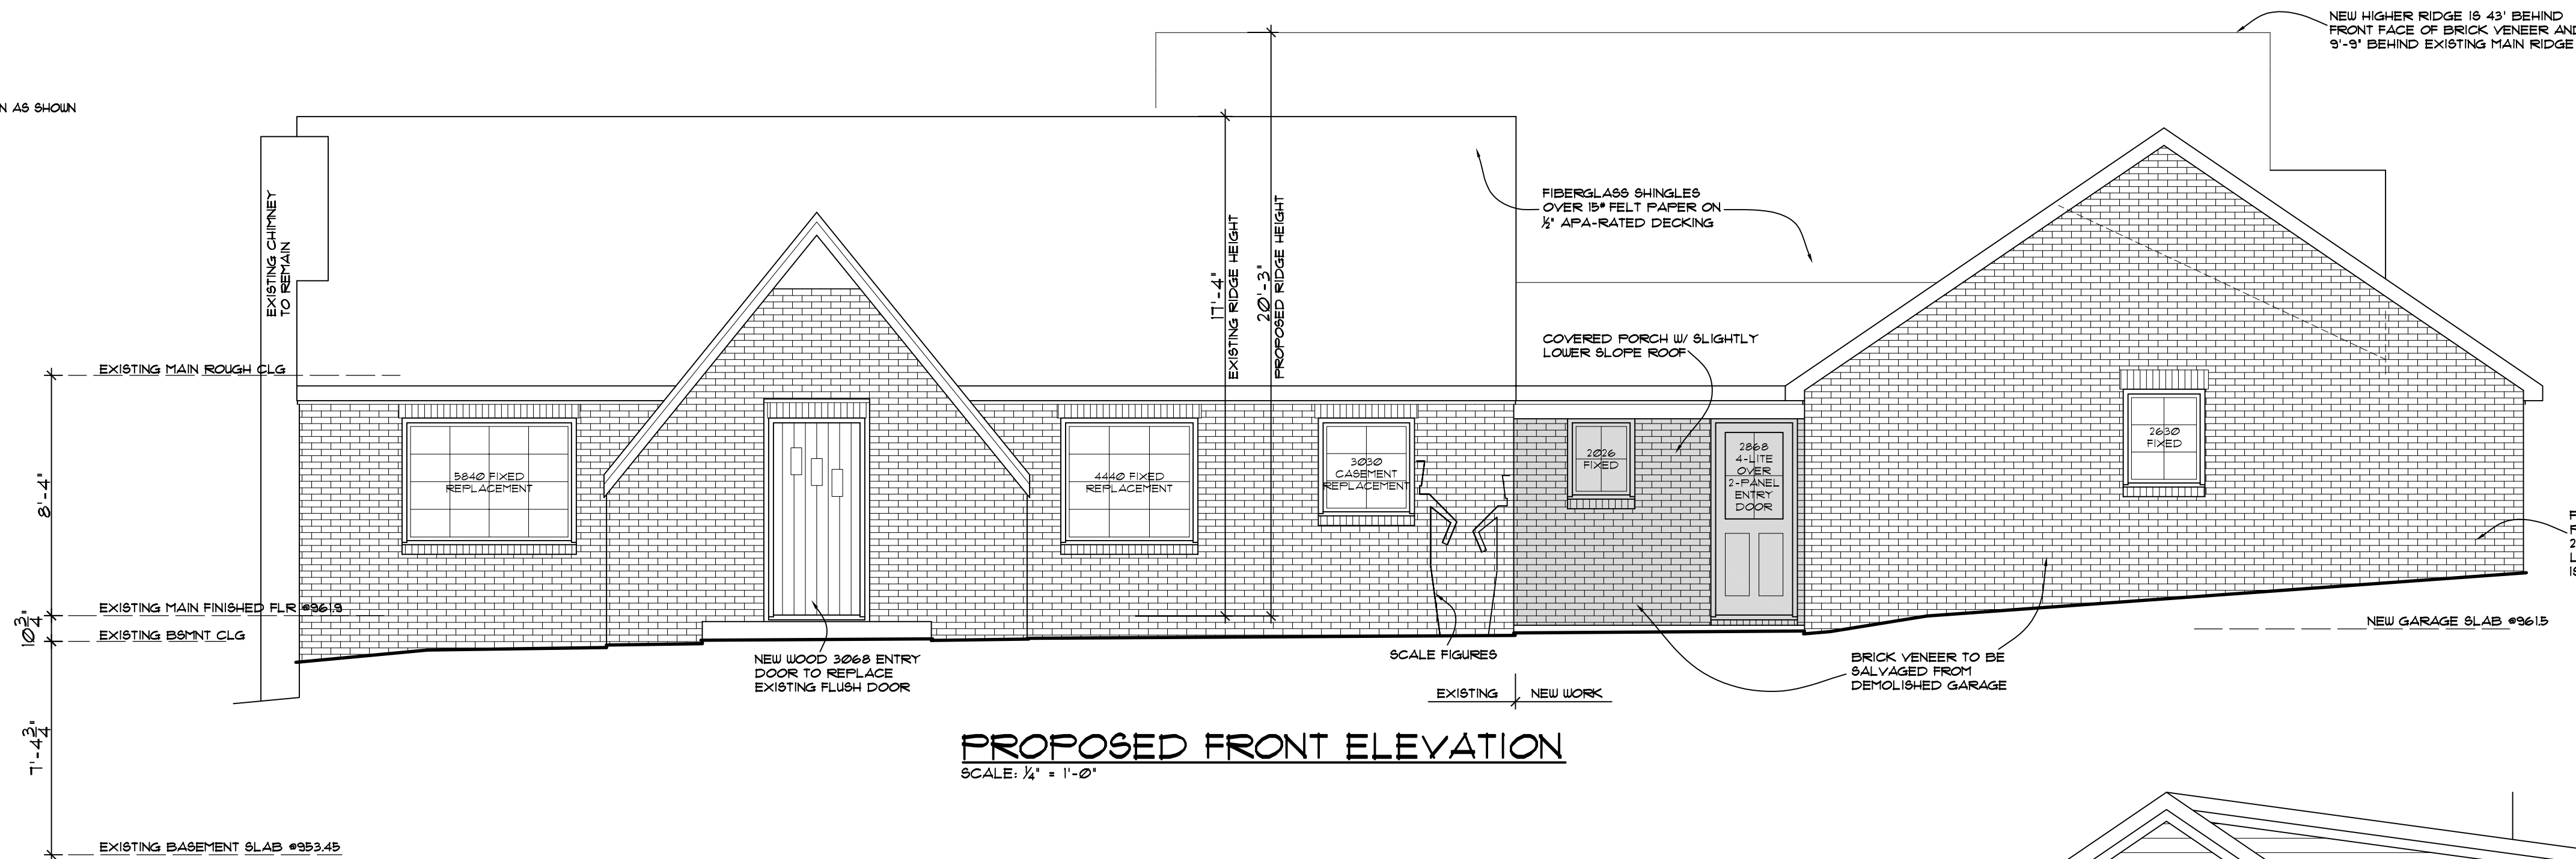 NEW HIGHER RIDGE IS 43' BEHIND
FRONT FACE OF BRICK VENEER AND
9'-9" BEHIND EXISTING MAIN RIDGE
N AS SHOWN
EXISTING CHIMNEY
TO REMAIN
FIBERGLASS SHINGLES
OVER 15# FELT PAPER ON
½" APA-RATED DECKING
17'-4"
EXISTING RIDGE HEIGHT
20'-3"
PROPOSED RIDGE HEIGHT
COVERED PORCH W/ SLIGHTLY
LOWER SLOPE ROOF
EXISTING MAIN ROUGH CLG
8'-4"
5840 FIXED
REPLACEMENT
4440 FIXED
REPLACEMENT
3030
CASEMENT
REPLACEMENT
2026
FIXED
2868
4-LITE
OVER
2-PANEL
ENTRY
DOOR
2630
FIXED
EXISTING MAIN FINISHED FLR @961.9
10¾"
EXISTING BSMNT CLG
NEW GARAGE SLAB @961.5
NEW WOOD 3068 ENTRY
DOOR TO REPLACE
EXISTING FLUSH DOOR
SCALE FIGURES
BRICK VENEER TO BE
SALVAGED FROM
DEMOLISHED GARAGE
EXISTING
NEW WORK
7'-4¾"
PROPOSED FRONT ELEVATION
SCALE: ¼" = 1'-0"
EXISTING BASEMENT SLAB @953.45